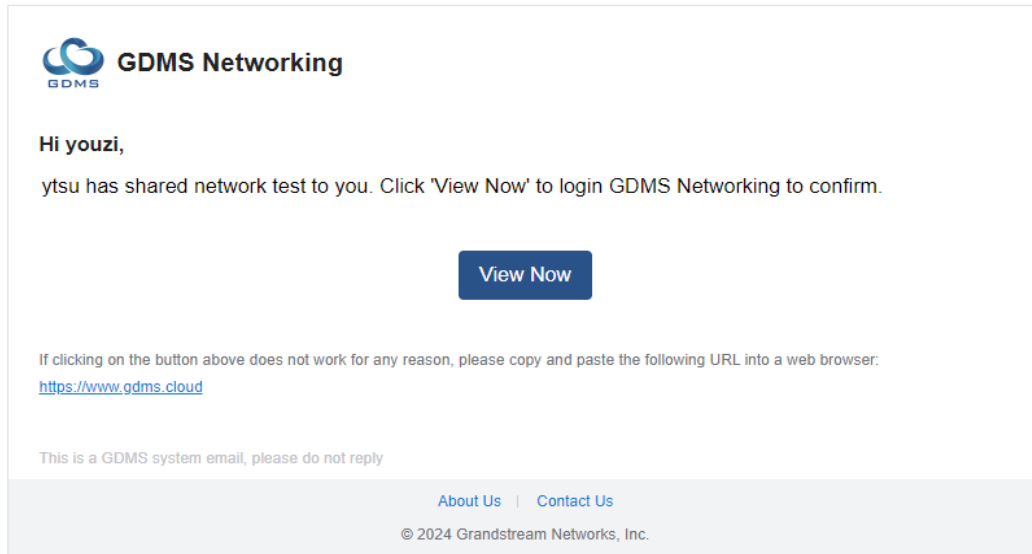 GDMS
GDMS Networking
Hi youzi,
ytsu has shared network test to you. Click 'View Now' to login GDMS Networking to confirm.
View Now
If clicking on the button above does not work for any reason, please copy and paste the following URL into a web browser:
https://www.gdms.cloud
This is a GDMS system email, please do not reply
About Us | Contact Us
© 2024 Grandstream Networks, Inc.